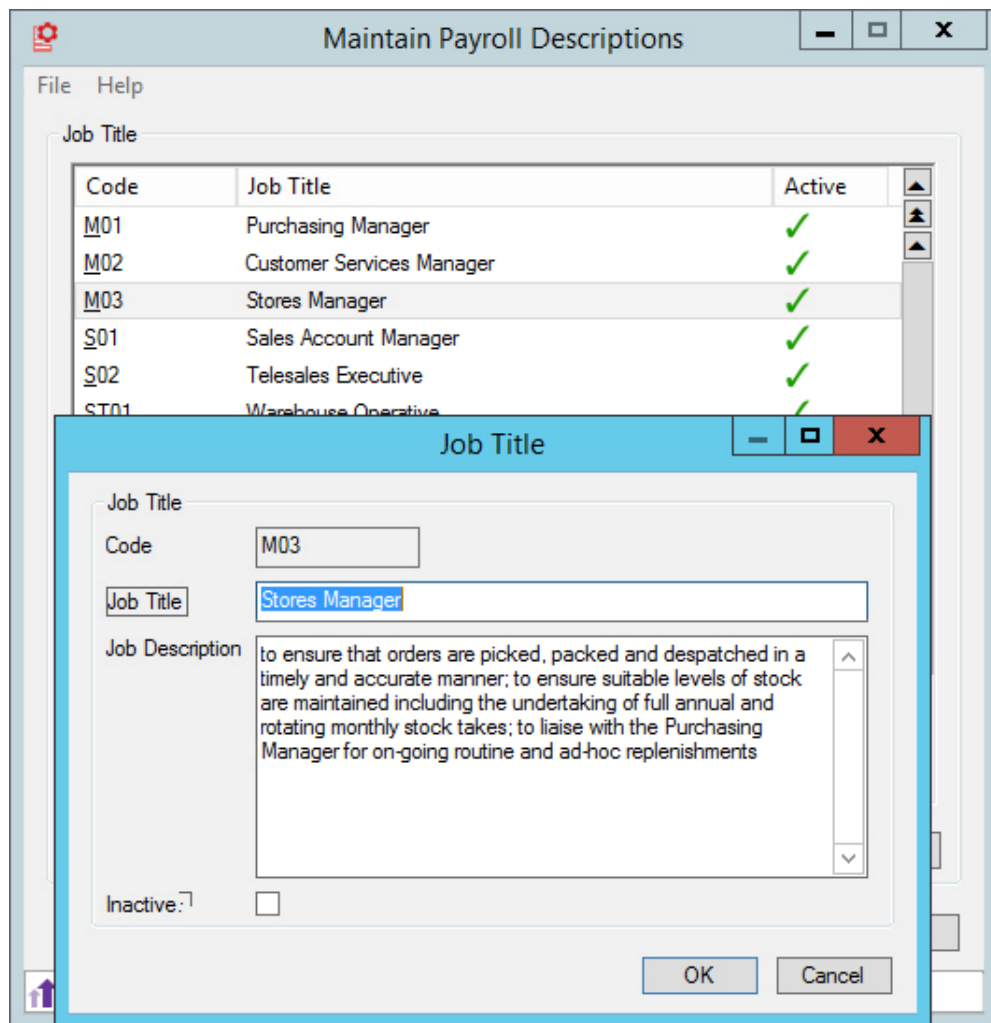 Maintain Payroll Descriptions
File Help
Job Title
Code Job Title Active
M01 Purchasing Manager
M02 Customer Services Manager
M03 Stores Manager
S01 Sales Account Manager
S02 Telesales Executive
ST01 Warehouse Operative
Job Title
Job Title
Code M03
Job Title Stores Manager
Job Description to ensure that orders are picked, packed and despatched in a
timely and accurate manner; to ensure suitable levels of stock
are maintained including the undertaking of full annual and
rotating monthly stock takes; to liaise with the Purchasing
Manager for on-going routine and ad-hoc replenishments
Inactive:
OK Cancel